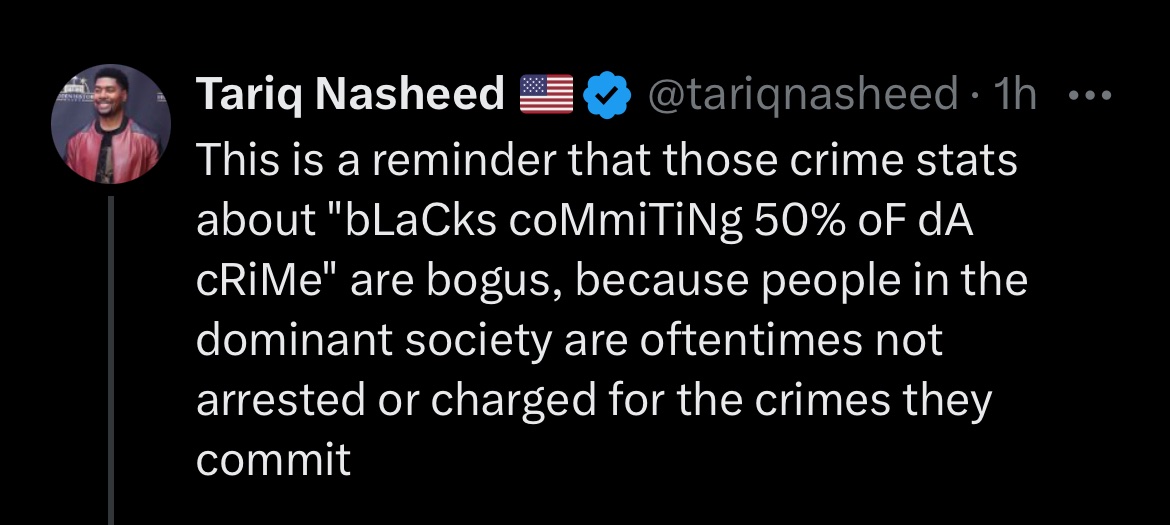 Tariq Nasheed 🇺🇸 @tariqnasheed · 1h
This is a reminder that those crime stats
about "bLaCks coMmiTiNg 50% oF dA
cRiMe" are bogus, because people in the
dominant society are oftentimes not
arrested or charged for the crimes they
commit